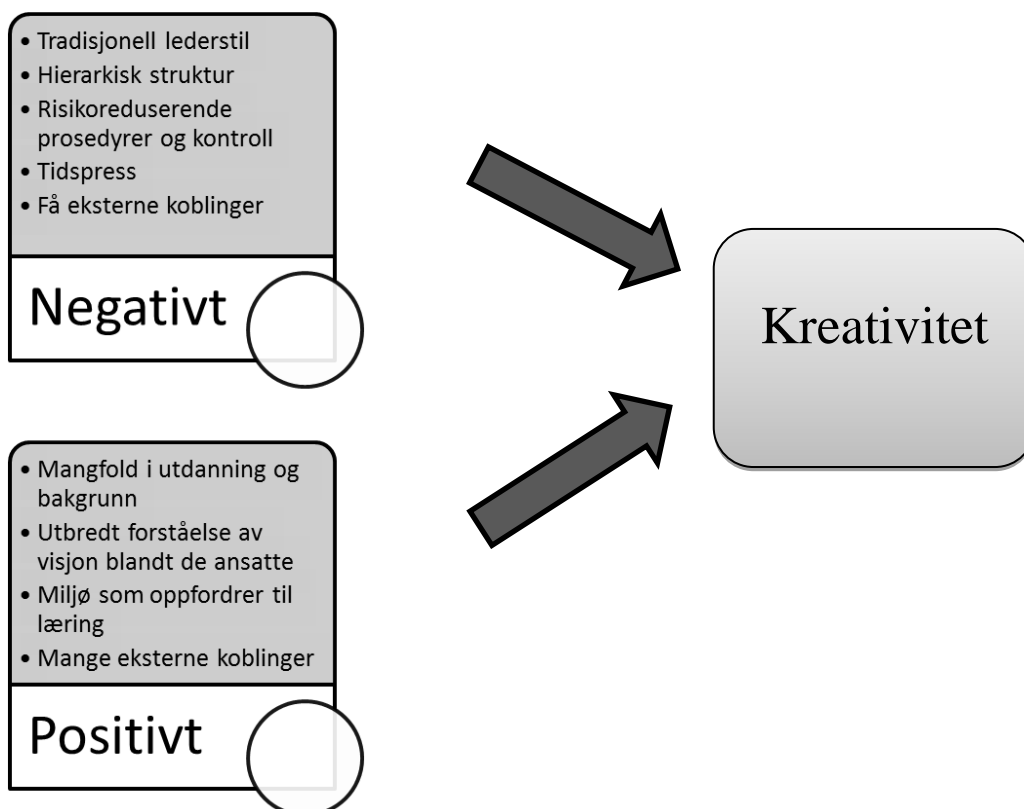 • Tradisjonell lederstil
• Hierarkisk struktur
• Risikoreduserende
prosedyrer og kontroll
• Tidspress
• Få eksterne koblinger
Negativt
Kreativitet
• Mangfold i utdanning og
bakgrunn
• Utbredt forståelse av
visjon blandt de ansatte
• Miljø som oppfordrer til
læring
• Mange eksterne koblinger
Positivt